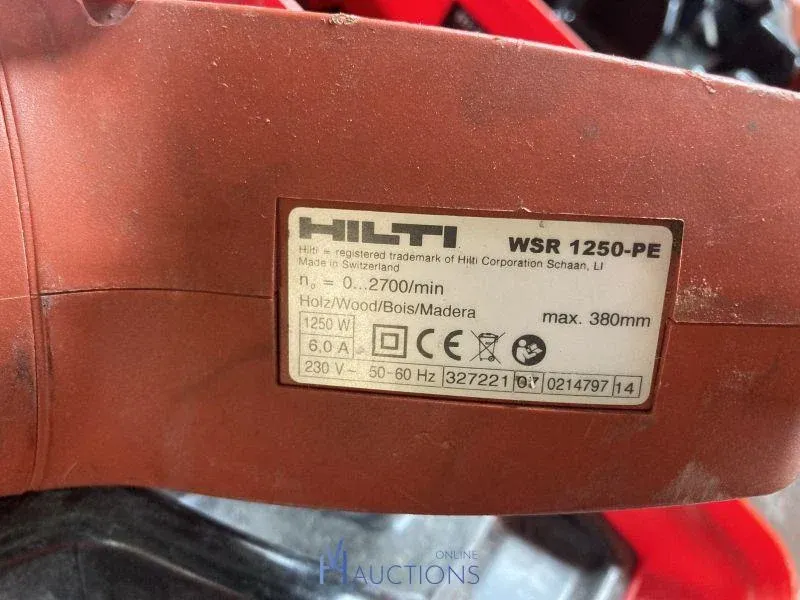 HILTI WSR 1250-PE
Hilti = registered trademark of Hilti Corporation Schaan, LI
Made in Switzerland
n₀ = 0...2700/min
Holz/Wood/Bois/Madera max. 380mm
1250 W
6,0 A
230 V~ 50-60 Hz 327221 07 0214797 14
ONLINE
AUCTIONS